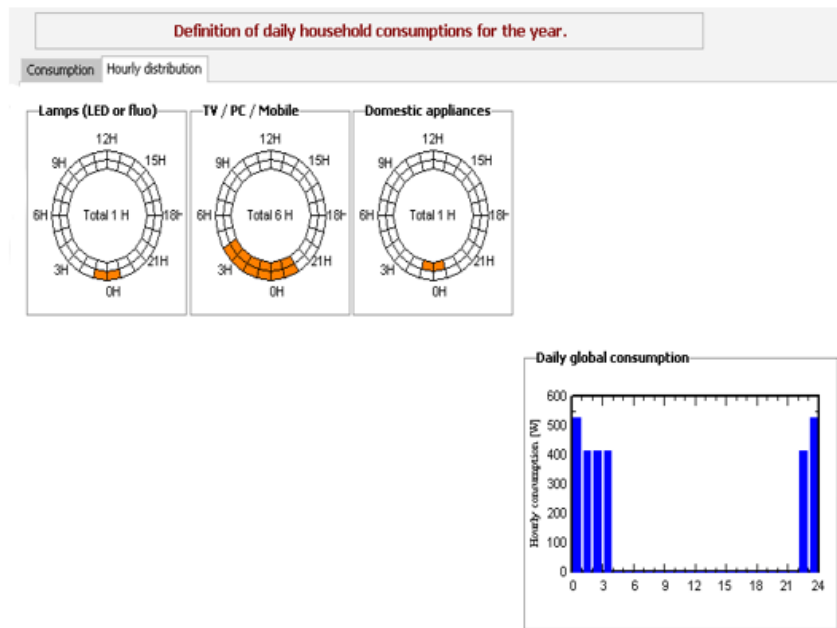 Definition of daily household consumptions for the year.
Consumption Hourly distribution
Lamps (LED or fluo) TV / PC / Mobile Domestic appliances
12H 12H 12H
9H 15H 9H 15H 9H 15H
6H Total 1 H 18H 6H Total 6 H 18H 6H Total 1 H 18H
3H 21H 3H 21H 3H 21H
0H 0H 0H
Daily global consumption
600
500
400
300
200
100
0
Hourly consumption [W]
0 3 6 9 12 15 18 21 24